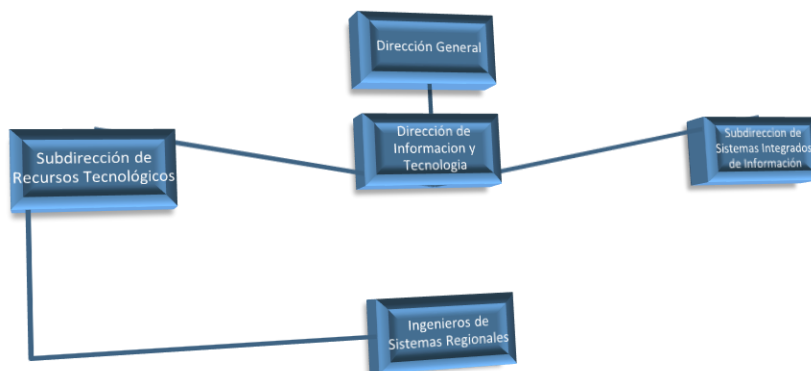 Dirección General
Dirección de
Informacion y
Tecnologia
Subdirección de
Recursos Tecnológicos
Subdireccion de
Sistemas Integrados
de Información
Ingenieros de
Sistemas Regionales